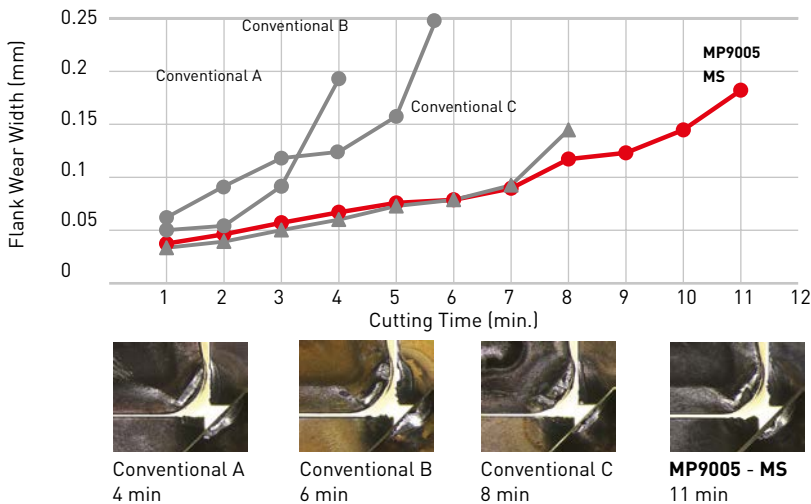 Flank Wear Width (mm)
0.25
0.2
0.15
0.1
0.05
0
Conventional B
Conventional A
Conventional C
MP9005
MS
1 2 3 4 5 6 7 8 9 10 11 12
Cutting Time (min.)
Conventional A
4 min
Conventional B
6 min
Conventional C
8 min
MP9005 - MS
11 min